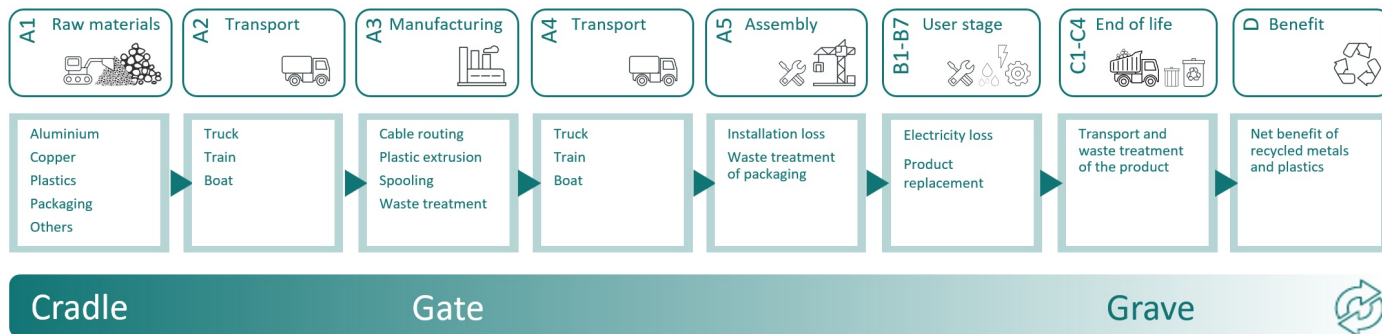 A1 Raw materials
A2 Transport
A3 Manufacturing
A4 Transport
A5 Assembly
B1-B7 User stage
C1-C4 End of life
D Benefit
Aluminium
Copper
Plastics
Packaging
Others
Truck
Train
Boat
Cable routing
Plastic extrusion
Spooling
Waste treatment
Truck
Train
Boat
Installation loss
Waste treatment
of packaging
Electricity loss
Product
replacement
Transport and
waste treatment
of the product
Net benefit of
recycled metals
and plastics
Cradle
Gate
Grave